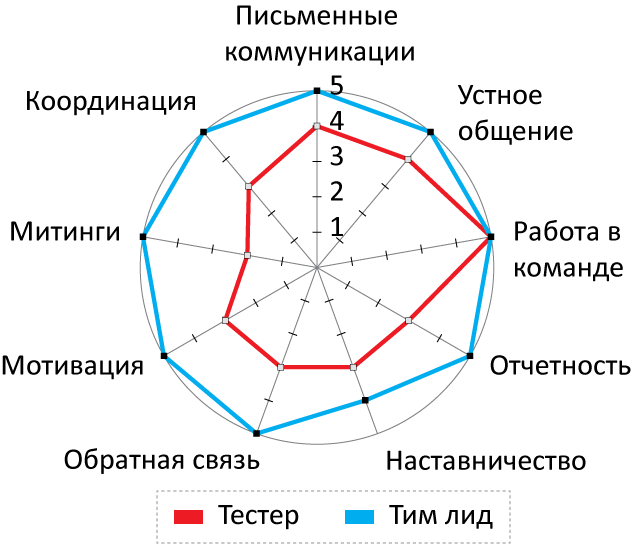 Письменные
коммуникации
Координация
Устное
общение
5
4
3
2
1
Митинги
Работа в
команде
Мотивация
Отчетность
Обратная связь
Наставничество
Тестер
Тим лид